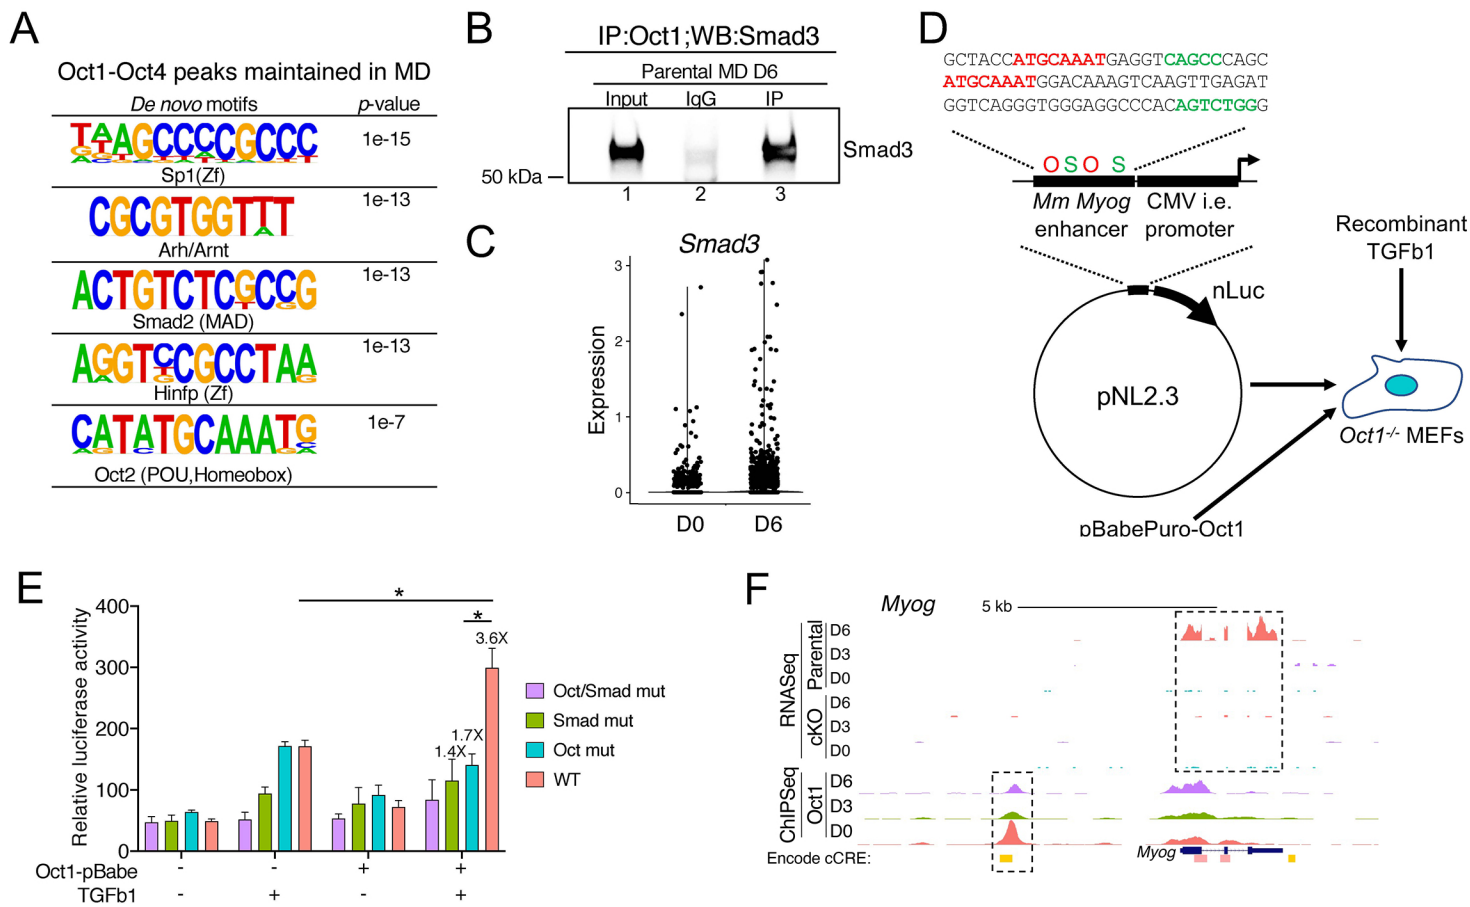 A
Oct1-Oct4 peaks maintained in MD
De novo motifs p-value
TAAGCCCCGCCC 1e-15
Sp1(Zf)
CGCGTGGTTT 1e-13
Arh/Arnt
ACTGTCTCGCCG 1e-13
Smad2 (MAD)
AGGTCCGCCTAA 1e-13
Hinfp (Zf)
CATATGCAAATG 1e-7
Oct2 (POU,Homeobox)
B
IP:Oct1;WB:Smad3
Parental MD D6
Input IgG IP
Smad3
50 kDa
1 2 3
C
Smad3
Expression
3
2
1
0
D0 D6
D
GCTACCATGCAAATGAGGTCAGCCCAGC
ATGCAAATGGACAAAGTCAAGTTGAGAT
GGTCAGGGTGGGAGGCCCACAGTCTGGG
O S O S
Mm Myog CMV i.e.
enhancer promoter
nLuc
pNL2.3
Recombinant
TGFb1
Oct1-/- MEFs
pBabePuro-Oct1
E
Relative luciferase activity
400
300
200
100
0
*
*
3.6X
1.7X
1.4X
Oct/Smad mut
Smad mut
Oct mut
WT
Oct1-pBabe - - + +
TGFb1 - + - +
F
Myog 5 kb
RNASeq
Parental
D6
D3
D0
cKO
D6
D3
D0
ChIPSeq
Oct1
D6
D3
D0
Myog
Encode cCRE: